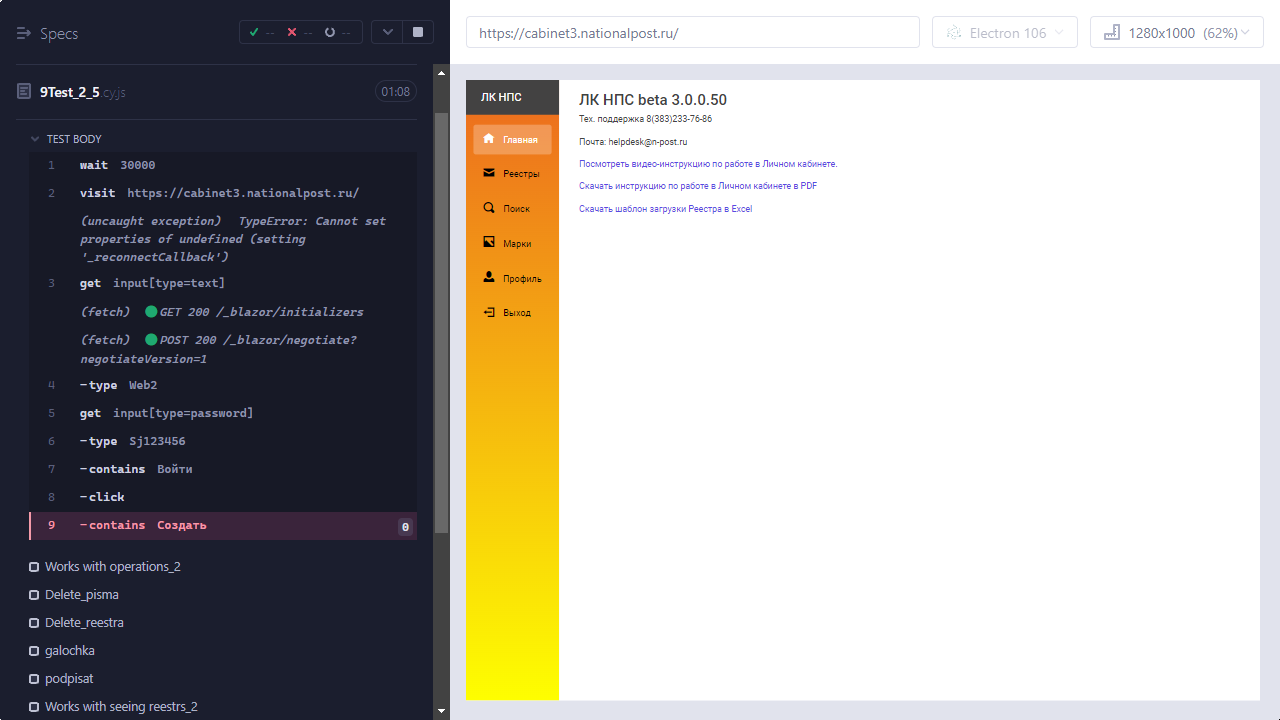 Specs
--
--
--
https://cabinet3.nationalpost.ru/
Electron 106
1280x1000 (62%)
9Test_2_5.cy.js
01:08
TEST BODY
1 wait 30000
2 visit https://cabinet3.nationalpost.ru/
(uncaught exception) TypeError: Cannot set
properties of undefined (setting
'_reconnectCallback')
3 get input[type=text]
(fetch) GET 200 /_blazor/initializers
(fetch) POST 200 /_blazor/negotiate?
negotiateVersion=1
4 -type Web2
5 get input[type=password]
6 -type Sj123456
7 -contains Войти
8 -click
9 -contains Создать 0
Works with operations_2
Delete_pisma
Delete_reestra
galochka
podpisat
Works with seeing reestrs_2
ЛК НПС
Главная
Реестры
Поиск
Марки
Профиль
Выход
ЛК НПС beta 3.0.0.50
Тех. поддержка 8(383)233-76-86
Почта: helpdesk@n-post.ru
Посмотреть видео-инструкцию по работе в Личном кабинете.
Скачать инструкцию по работе в Личном кабинете в PDF
Скачать шаблон загрузки Реестра в Excel